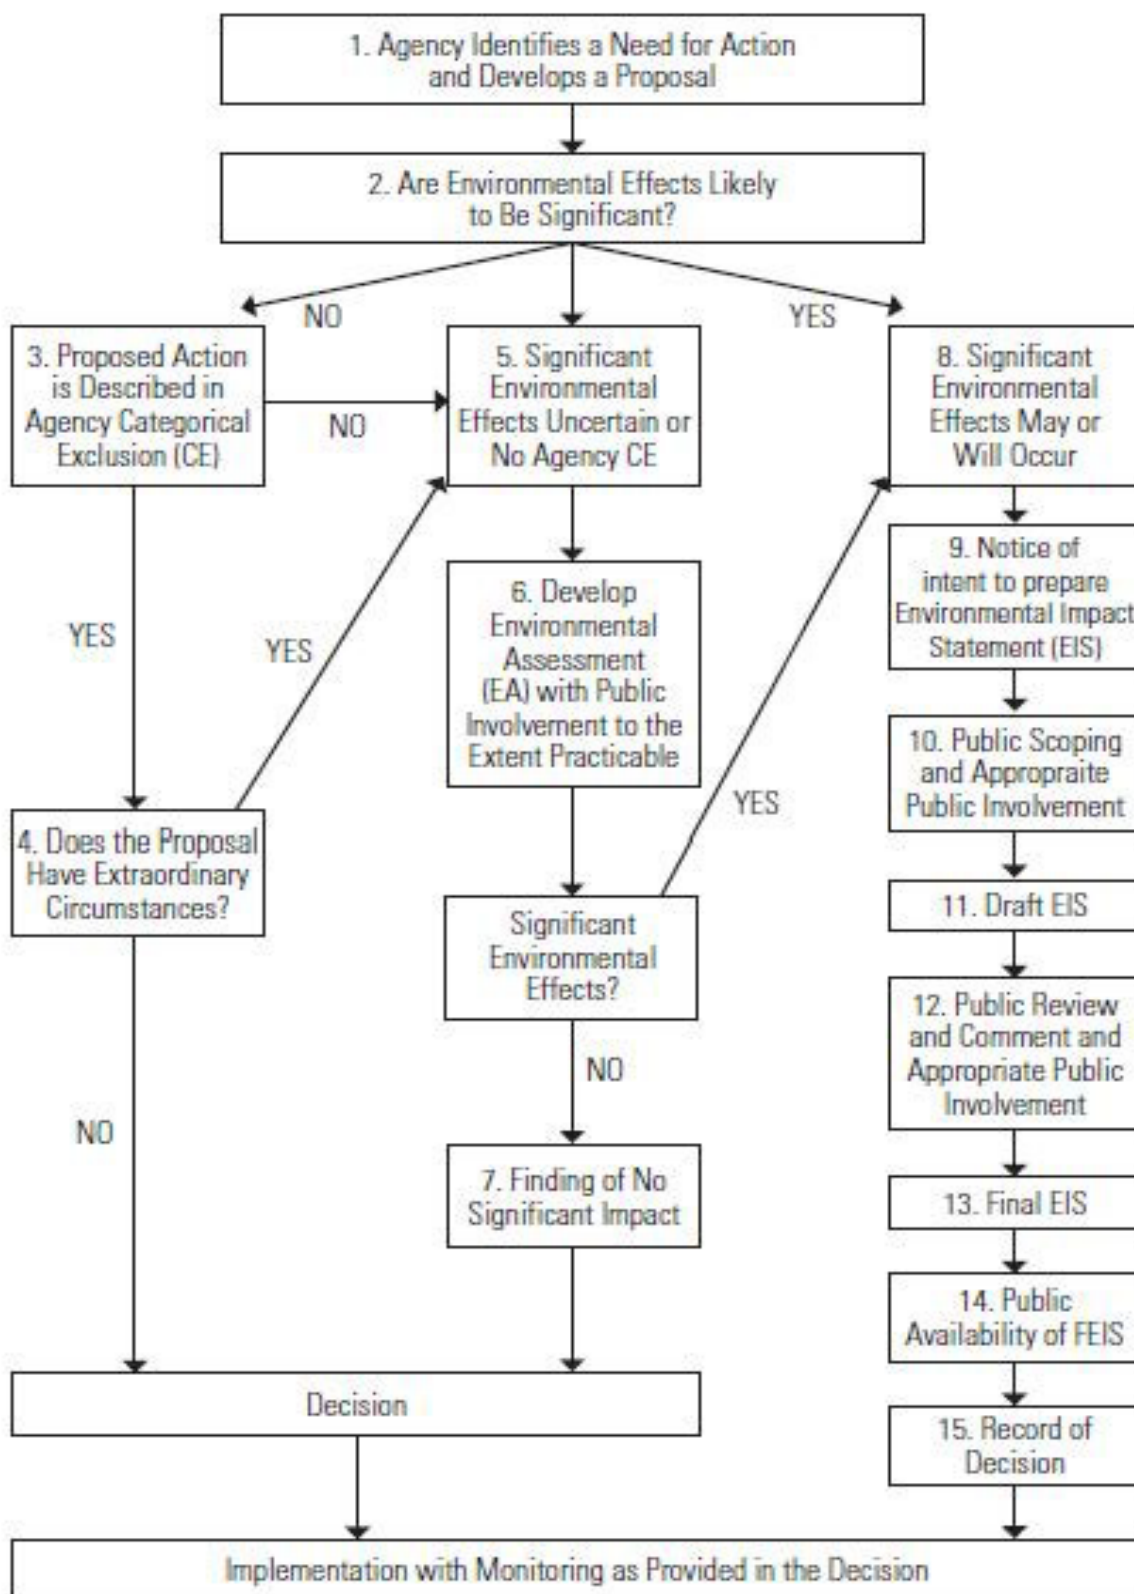 1. Agency Identifies a Need for Action
and Develops a Proposal
2. Are Environmental Effects Likely
to Be Significant?
NO
YES
3. Proposed Action
is Described in
Agency Categorical
Exclusion (CE)
NO
5. Significant
Environmental
Effects Uncertain or
No Agency CE
8. Significant
Environmental
Effects May or
Will Occur
YES
YES
6. Develop
Environmental
Assessment
(EA) with Public
Involvement to the
Extent Practicable
YES
9. Notice of
intent to prepare
Environmental Impact
Statement (EIS)
10. Public Scoping
and Appropraite
Public Involvement
4. Does the Proposal
Have Extraordinary
Circumstances?
Significant
Environmental
Effects?
11. Draft EIS
12. Public Review
and Comment and
Appropriate Public
Involvement
NO
NO
7. Finding of No
Significant Impact
13. Final EIS
14. Public
Availability of FEIS
Decision
15. Record of
Decision
Implementation with Monitoring as Provided in the Decision